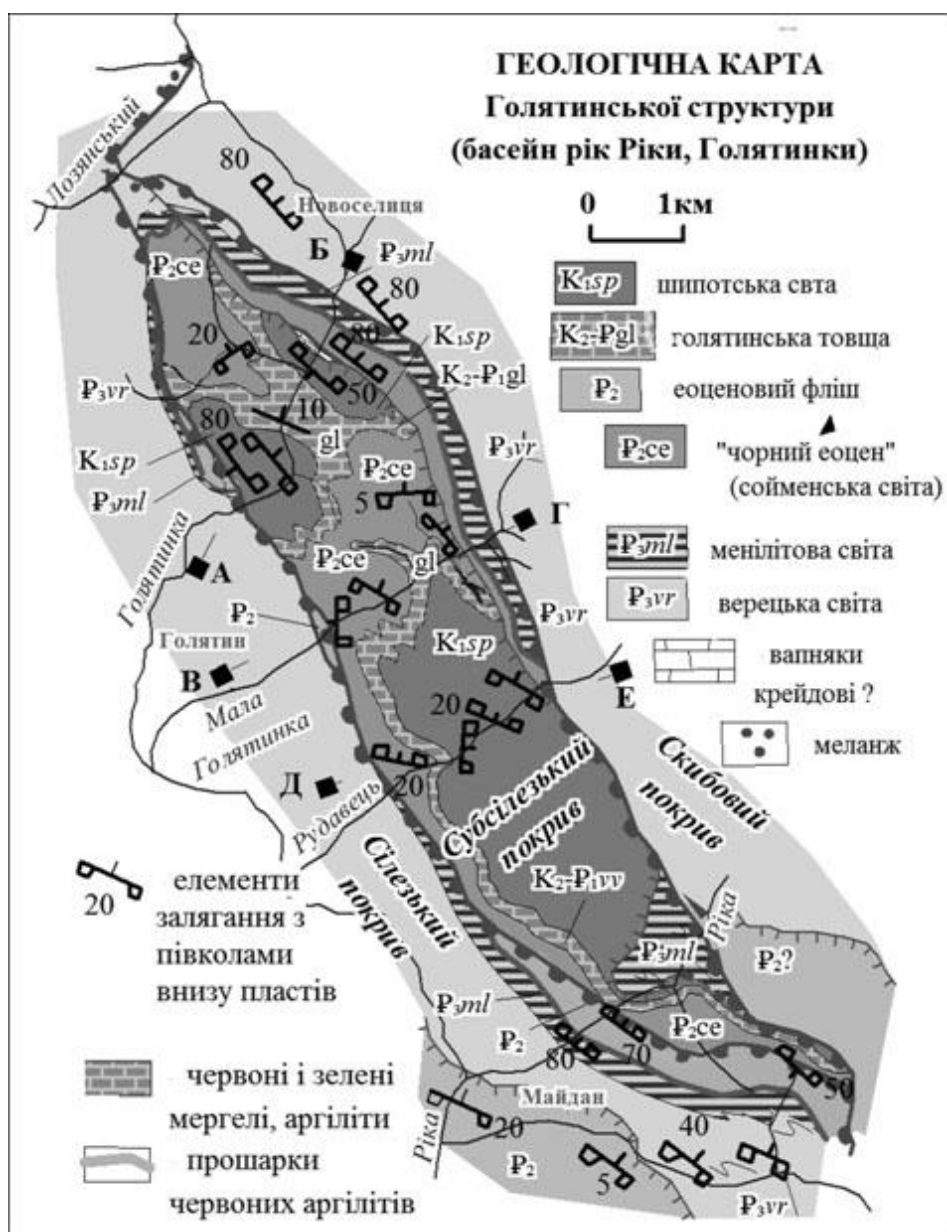 ГЕОЛОГІЧНА КАРТА
Голятинської структури
(басейн рік Ріки, Голятинки)
0 1км
K₁sp шипотська свта
K₂-₽gl голятинська товща
₽₂ еоценовий фліш
₽₂ce "чорний еоцен"
(сойменська світа)
₽₃ml менілітова світа
₽₃vr верецька світа
вапняки
крейдові ?
меланж
Лозянський
80
Новоселиця
Б
₽₃ml
₽₂ce
80
20
80
K₁sp
K₂-₽₁gl
₽₃vr
50
10
80
gl
K₁sp
₽₂ce
₽₃vr
₽₃ml
5
Г
Голятинка
₽₂ce
gl
А
₽₂
₽₃vr
Голятин
K₁sp
В
Е
Мала
Голятинка
20
Д
20
Рудавець
Субсілезький
покрив
Скибовий
покрив
Сілезький
покрив
K₂-₽₁vv
Ріка
₽₂?
₽₃ml
₽₃ml
₽₂ce
₽₂
80
70
50
Майдан
Ріка
20
40
₽₂
5
₽₃vr
20
елементи
залягання з
півколами
внизу пластів
червоні і зелені
мергелі, аргіліти
прошарки
червоних аргілітів